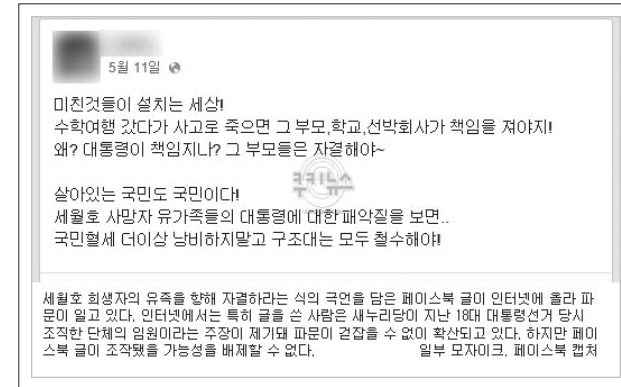 5월 11일
미친것들이 설치는 세상!
수학여행 갔다가 사고로 죽으면 그 부모,학교,선박회사가 책임을 져야지!
왜? 대통령이 책임지나? 그 부모들은 자결해야~
살아있는 국민도 국민이다!
쿠키뉴스
세월호 사망자 유가족들의 대통령에 대한 패악질을 보면..
국민혈세 더이상 낭비하지말고 구조대는 모두 철수해야!
세월호 희생자의 유족을 향해 자결하라는 식의 극언을 담은 페이스북 글이 인터넷에 올라 파
문이 일고 있다. 인터넷에서는 특히 글을 쓴 사람은 새누리당이 지난 18대 대통령선거 당시
조직한 단체의 임원이라는 주장이 제기돼 파문이 걷잡을 수 없이 확산되고 있다. 하지만 페이
스북 글이 조작됐을 가능성을 배제할 수 없다. 일부 모자이크. 페이스북 캡처